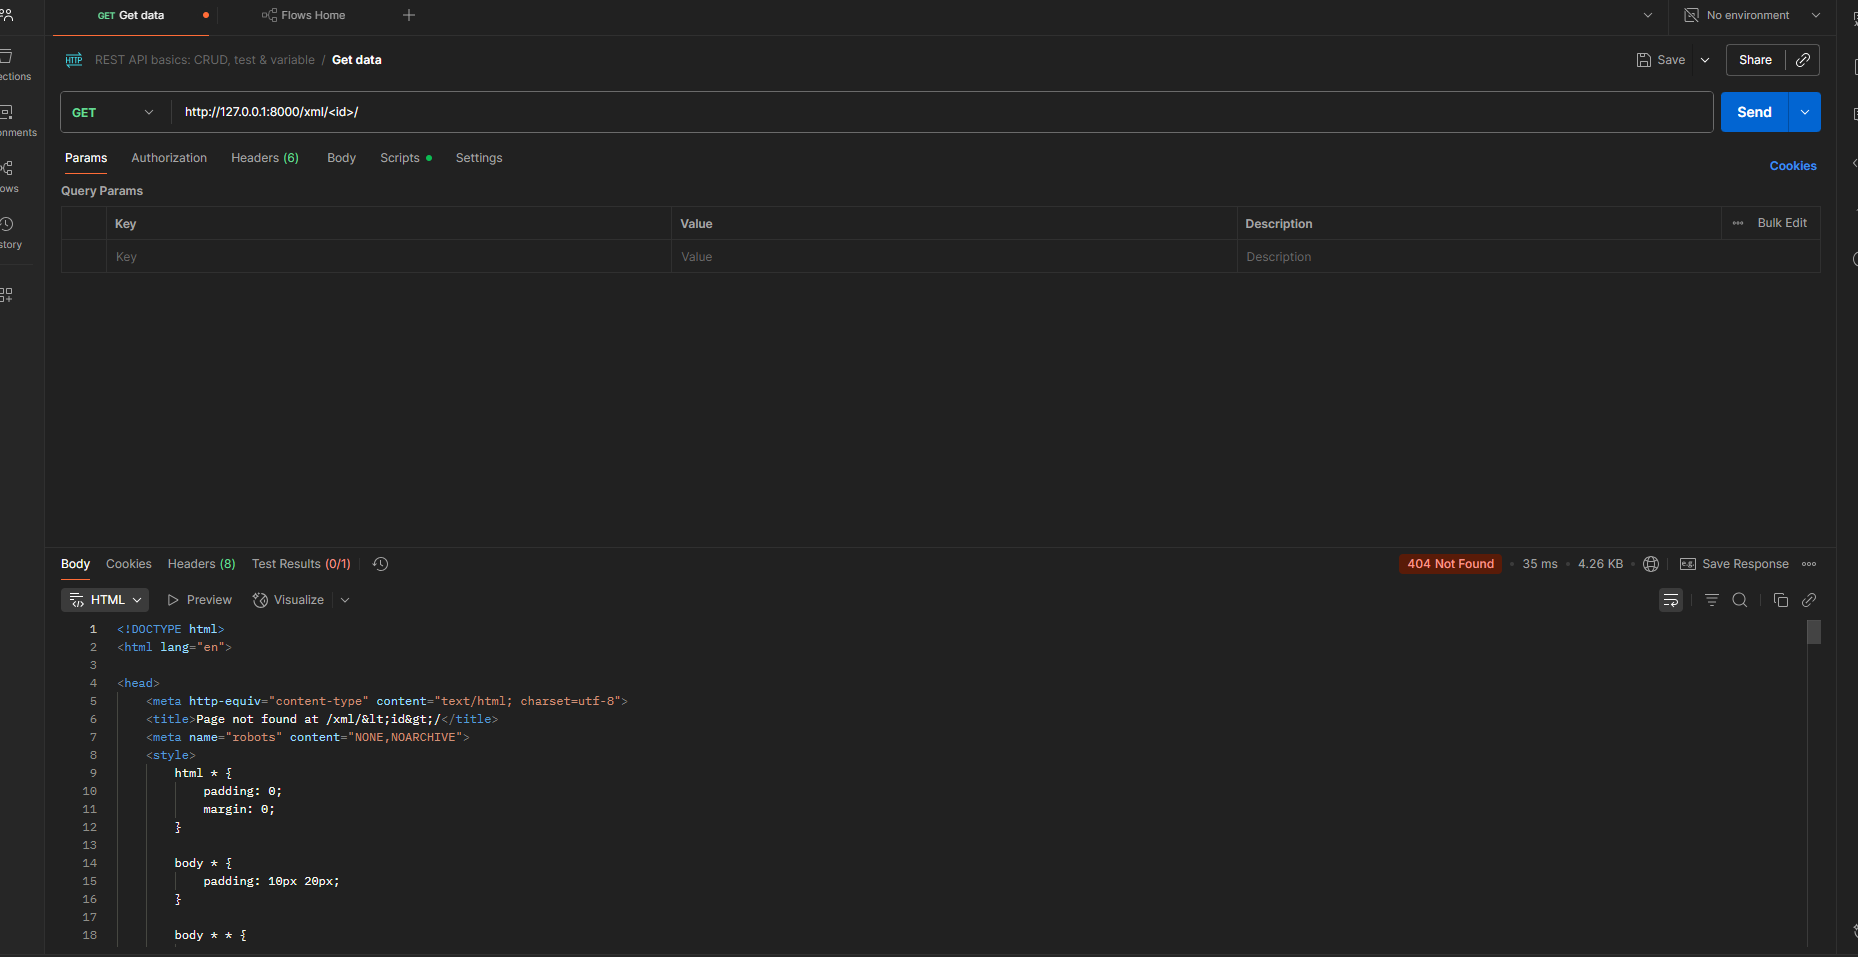 GET Get data
Flows Home
No environment
REST API basics: CRUD, test & variable / Get data
Save
Share
GET
http://127.0.0.1:8000/xml/<id>/
Send
Params
Authorization
Headers (6)
Body
Scripts
Settings
Cookies
Query Params
Key
Value
Description
Bulk Edit
Key
Value
Description
ections
onments
ows
story
Body
Cookies
Headers (8)
Test Results (0/1)
404 Not Found
35 ms
4.26 KB
e.g.
Save Response
HTML
Preview
Visualize
1 <!DOCTYPE html>
2 <html lang="en">
3
4 <head>
5 <meta http-equiv="content-type" content="text/html; charset=utf-8">
6 <title>Page not found at /xml/&lt;id&gt;/</title>
7 <meta name="robots" content="NONE,NOARCHIVE">
8 <style>
9 html * {
10 padding: 0;
11 margin: 0;
12 }
13
14 body * {
15 padding: 10px 20px;
16 }
17
18 body * * {